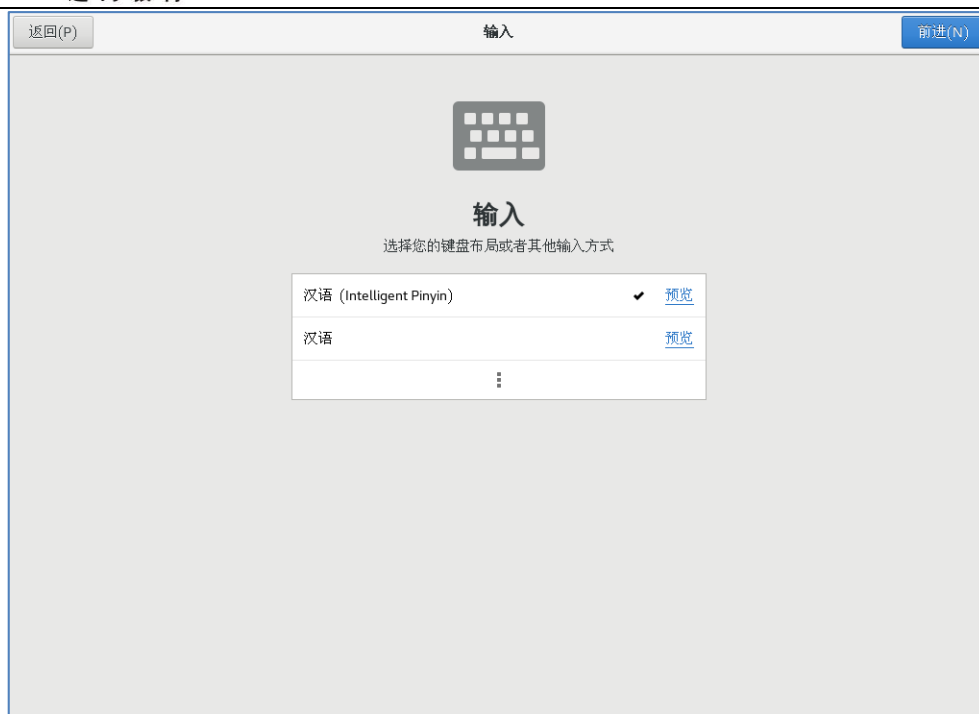 返回(P)
输入
前进(N)
输入
选择您的键盘布局或者其他输入方式
汉语 (Intelligent Pinyin) ✔ 预览
汉语 预览